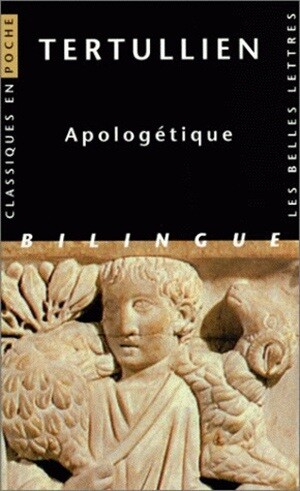 TERTULLIEN
Apologétique
CLASSIQUES EN POCHE
LES BELLES LETTRES
BILINGUE